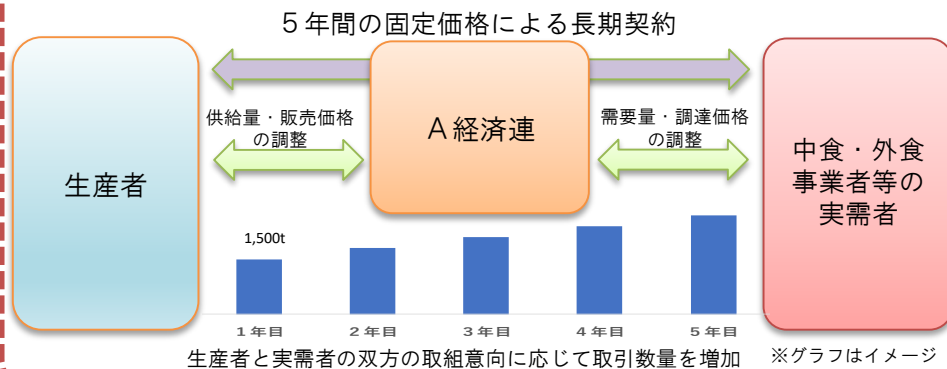 ５年間の固定価格による長期契約
生産者
供給量・販売価格
の調整
Ａ経済連
需要量・調達価格
の調整
中食・外食
事業者等の
実需者
1,500t
１年目
２年目
３年目
４年目
５年目
生産者と実需者の双方の取組意向に応じて取引数量を増加
※グラフはイメージ